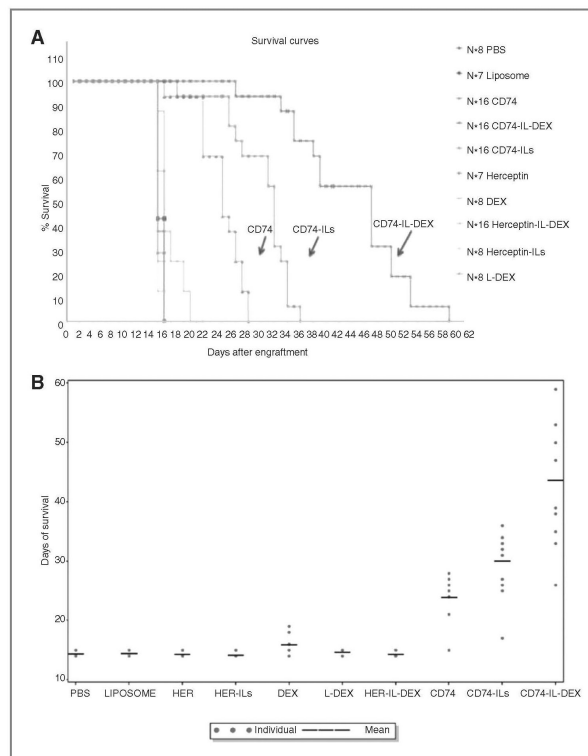 A
Survival curves
110
100
90
80
70
60
50
40
30
20
10
0
% Survival
0 2 4 6 8 10 12 14 16 18 20 22 24 26 28 30 32 34 36 38 40 42 44 46 48 50 52 54 56 58 60 62
Days after engraftment
CD74
CD74-ILs
CD74-IL-DEX
N•8 PBS
N•7 Liposome
N•16 CD74
N•16 CD74-IL-DEX
N•16 CD74-ILs
N•7 Herceptin
N•8 DEX
N•16 Herceptin-IL-DEX
N•8 Herceptin-ILs
N•8 L-DEX
B
60
50
40
30
20
10
Days of survival
PBS LIPOSOME HER HER-ILs DEX L-DEX HER-IL-DEX CD74 CD74-ILs CD74-IL-DEX
Individual Mean